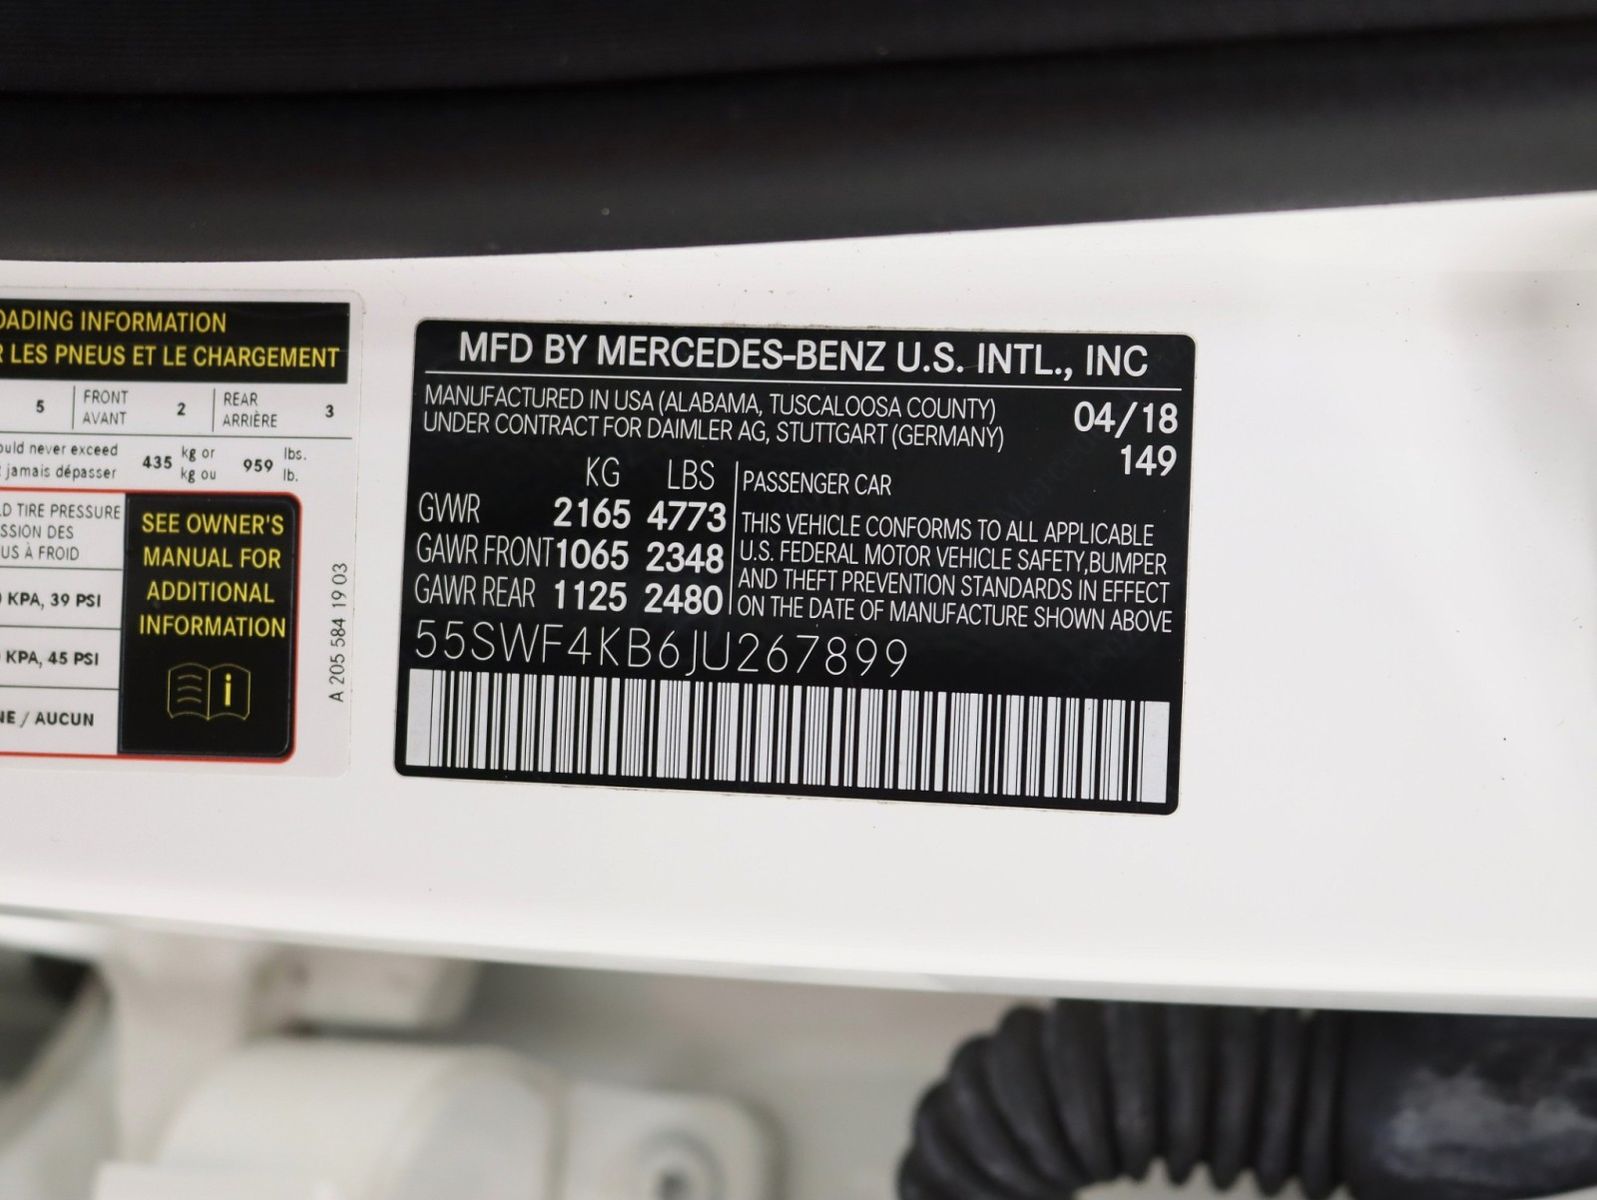 OADING INFORMATION
R LES PNEUS ET LE CHARGEMENT
5 FRONT AVANT 2 REAR ARRIÈRE 3
ould never exceed 435 kg or 959 lbs.
jamais dépasser kg ou lb.
D TIRE PRESSURE
SSION DES
US À FROID
KPA, 39 PSI
KPA, 45 PSI
NE / AUCUN
SEE OWNER'S
MANUAL FOR
ADDITIONAL
INFORMATION
i
A 205 584 19 03
MFD BY MERCEDES-BENZ U.S. INTL., INC
MANUFACTURED IN USA (ALABAMA, TUSCALOOSA COUNTY)
UNDER CONTRACT FOR DAIMLER AG, STUTTGART (GERMANY)
04/18
149
KG LBS
GVWR 2165 4773
GAWR FRONT 1065 2348
GAWR REAR 1125 2480
PASSENGER CAR
THIS VEHICLE CONFORMS TO ALL APPLICABLE
U.S. FEDERAL MOTOR VEHICLE SAFETY,BUMPER
AND THEFT PREVENTION STANDARDS IN EFFECT
ON THE DATE OF MANUFACTURE SHOWN ABOVE
55SWF4KB6JU267899